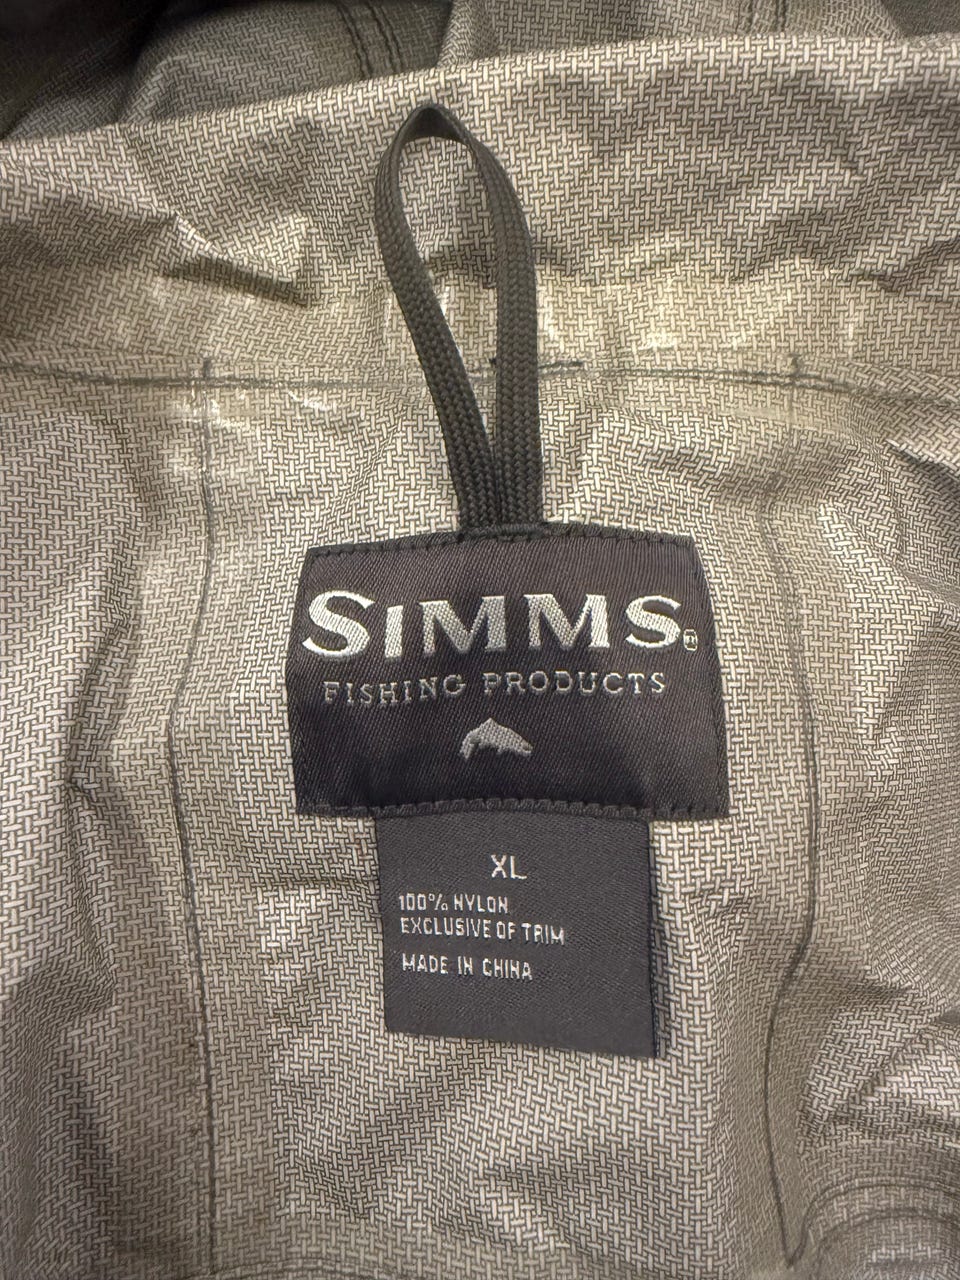 SIMMS
FISHING PRODUCTS
XL
100% NYLON
EXCLUSIVE OF TRIM
MADE IN CHINA